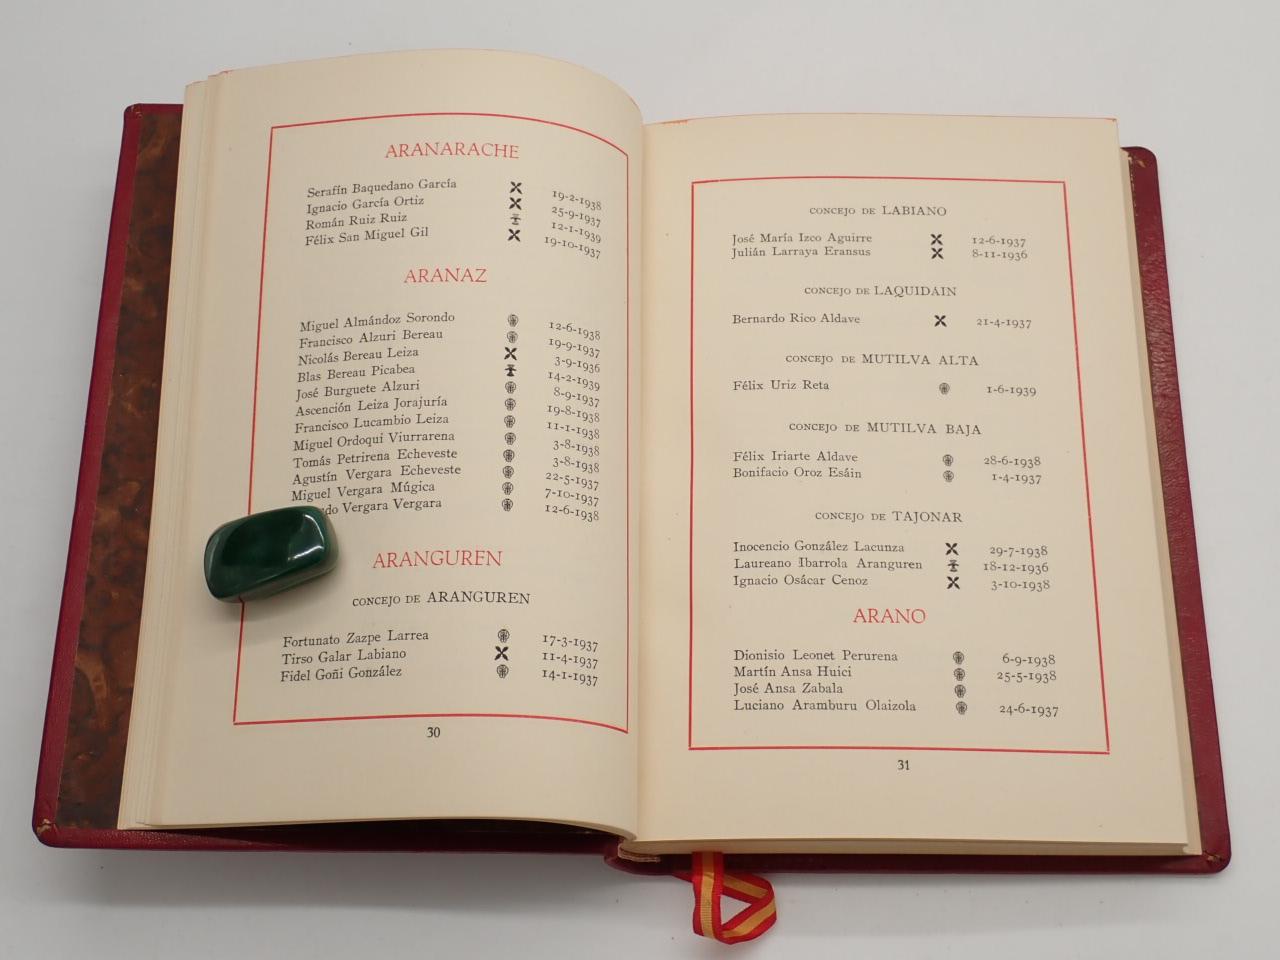 ARANARACHE
Serafín Baquedano García 19-2-1938
Ignacio García Ortiz 25-9-1937
Román Ruiz Ruiz 12-1-1939
Félix San Miguel Gil 19-10-1937
ARANAZ
Miguel Almándoz Sorondo 12-6-1938
Francisco Alzuri Bereau 19-9-1937
Nicolás Bereau Leiza 3-9-1936
Blas Bereau Picabea 14-2-1939
José Burguete Alzuri 8-9-1937
Ascención Leiza Jorajuría 19-8-1938
Francisco Lucambio Leiza 11-1-1938
Miguel Ordoqui Viurrarena 3-8-1938
Tomás Petrirena Echeveste 3-8-1938
Agustín Vergara Echeveste 22-5-1937
Miguel Vergara Múgica 7-10-1937
Vergara Vergara 12-6-1938
ARANGUREN
CONCEJO DE ARANGUREN
Fortunato Zazpe Larrea 17-3-1937
Tirso Galar Labiano 11-4-1937
Fidel Goñi González 14-1-1937
30
CONCEJO DE LABIANO
José María Izco Aguirre 12-6-1937
Julián Larraya Eransus 8-11-1936
CONCEJO DE LAQUIDÁIN
Bernardo Rico Aldave 21-4-1937
CONCEJO DE MUTILVA ALTA
Félix Uriz Reta 1-6-1939
CONCEJO DE MUTILVA BAJA
Félix Iriarte Aldave 28-6-1938
Bonifacio Oroz Esáin 1-4-1937
CONCEJO DE TAJONAR
Inocencio González Lacunza 29-7-1938
Laureano Ibarrola Aranguren 18-12-1936
Ignacio Osácar Cenoz 3-10-1938
ARANO
Dionisio Leonet Perurena 6-9-1938
Martín Ansa Huici 25-5-1938
José Ansa Zabala
Luciano Aramburu Olaizola 24-6-1937
31